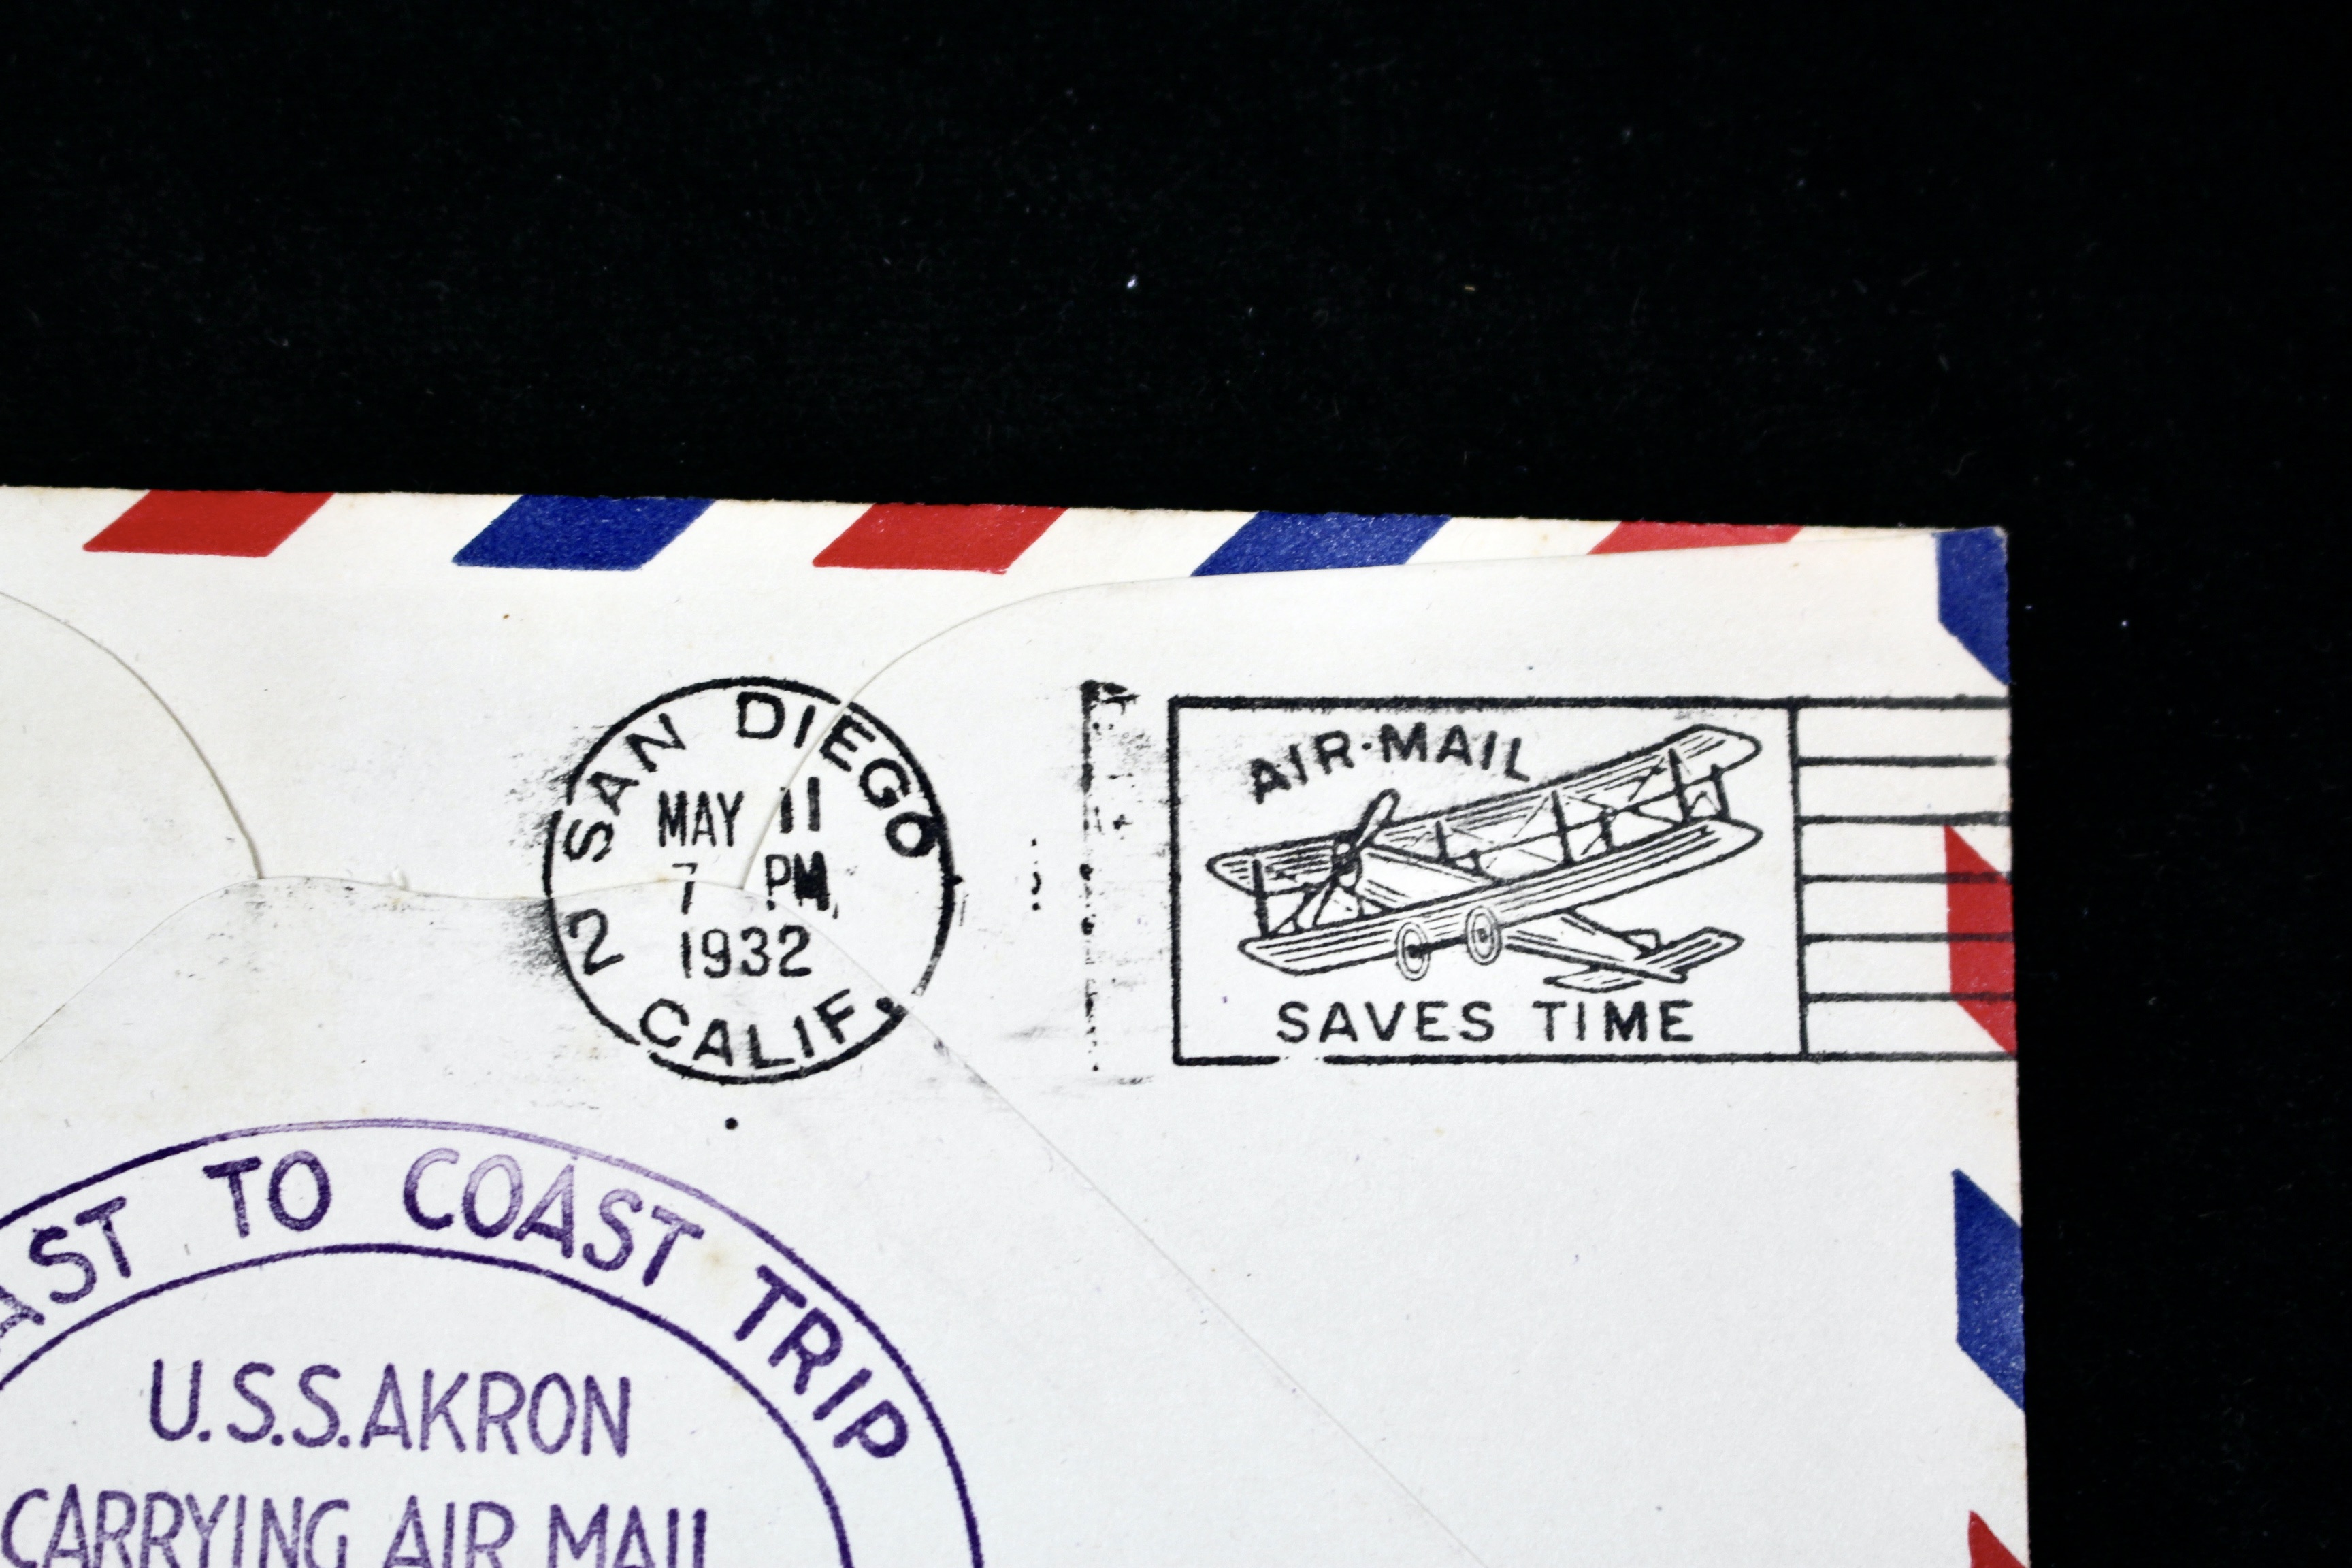 SAN DIEGO
MAY 11
7 PM
1932
2
CALIF.
AIR-MAIL
SAVES TIME
TO COAST TRIP
U.S.S. AKRON
CARRYING AIR MAIL